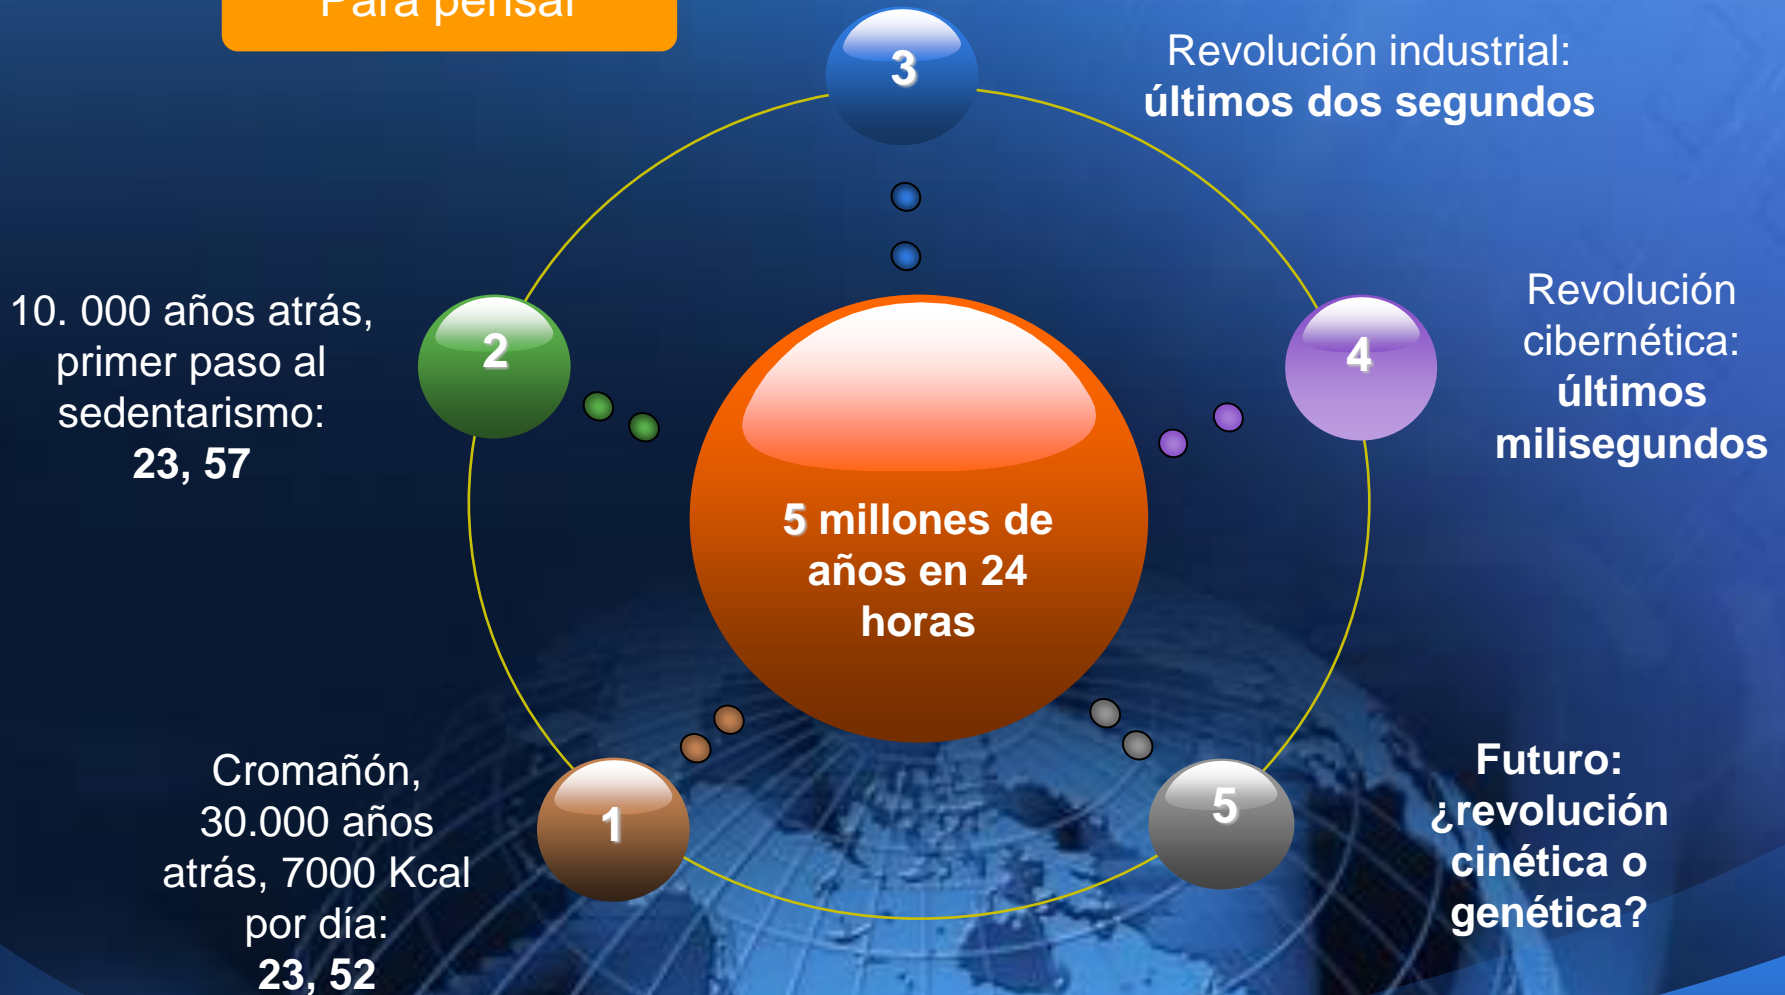 Para pensar
3
Revolución industrial:
últimos dos segundos
10. 000 años atrás,
primer paso al
sedentarismo:
23, 57
2
4
Revolución
cibernética:
últimos
milisegundos
5 millones de
años en 24
horas
Cromañón,
30.000 años
atrás, 7000 Kcal
por día:
23, 52
1
5
Futuro:
¿revolución
cinética o
genética?